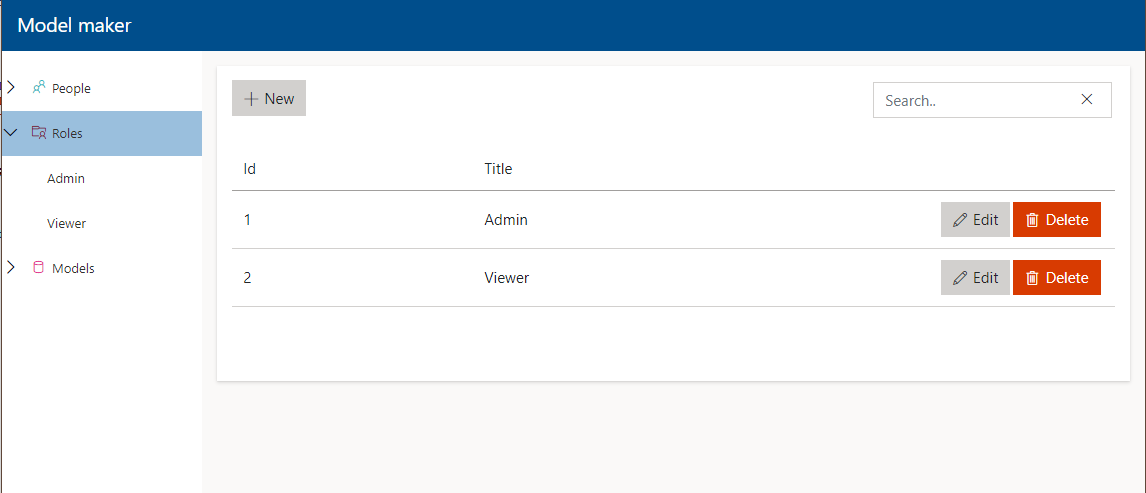 Model maker
People
Roles
Admin
Viewer
Models
New
Search..
Id Title
1 Admin Edit Delete
2 Viewer Edit Delete